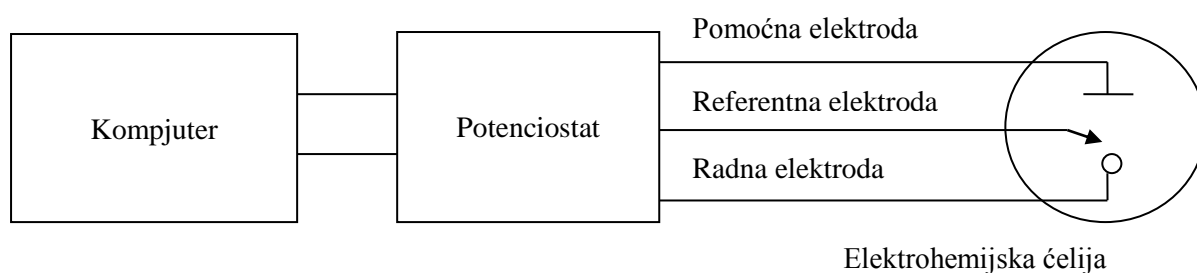 Pomoćna elektroda
Kompjuter
Potenciostat
Referentna elektroda
Radna elektroda
Elektrohemijska ćelija